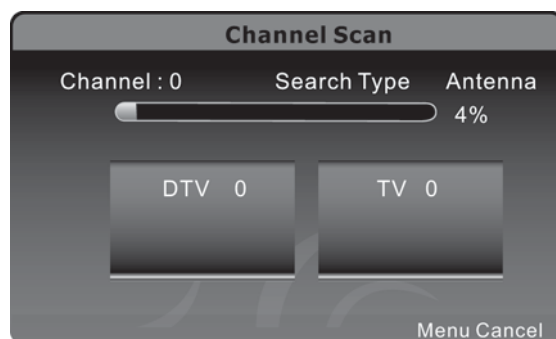 Channel Scan
Channel : 0 Search Type Antenna
4%
DTV 0 TV 0
Menu Cancel